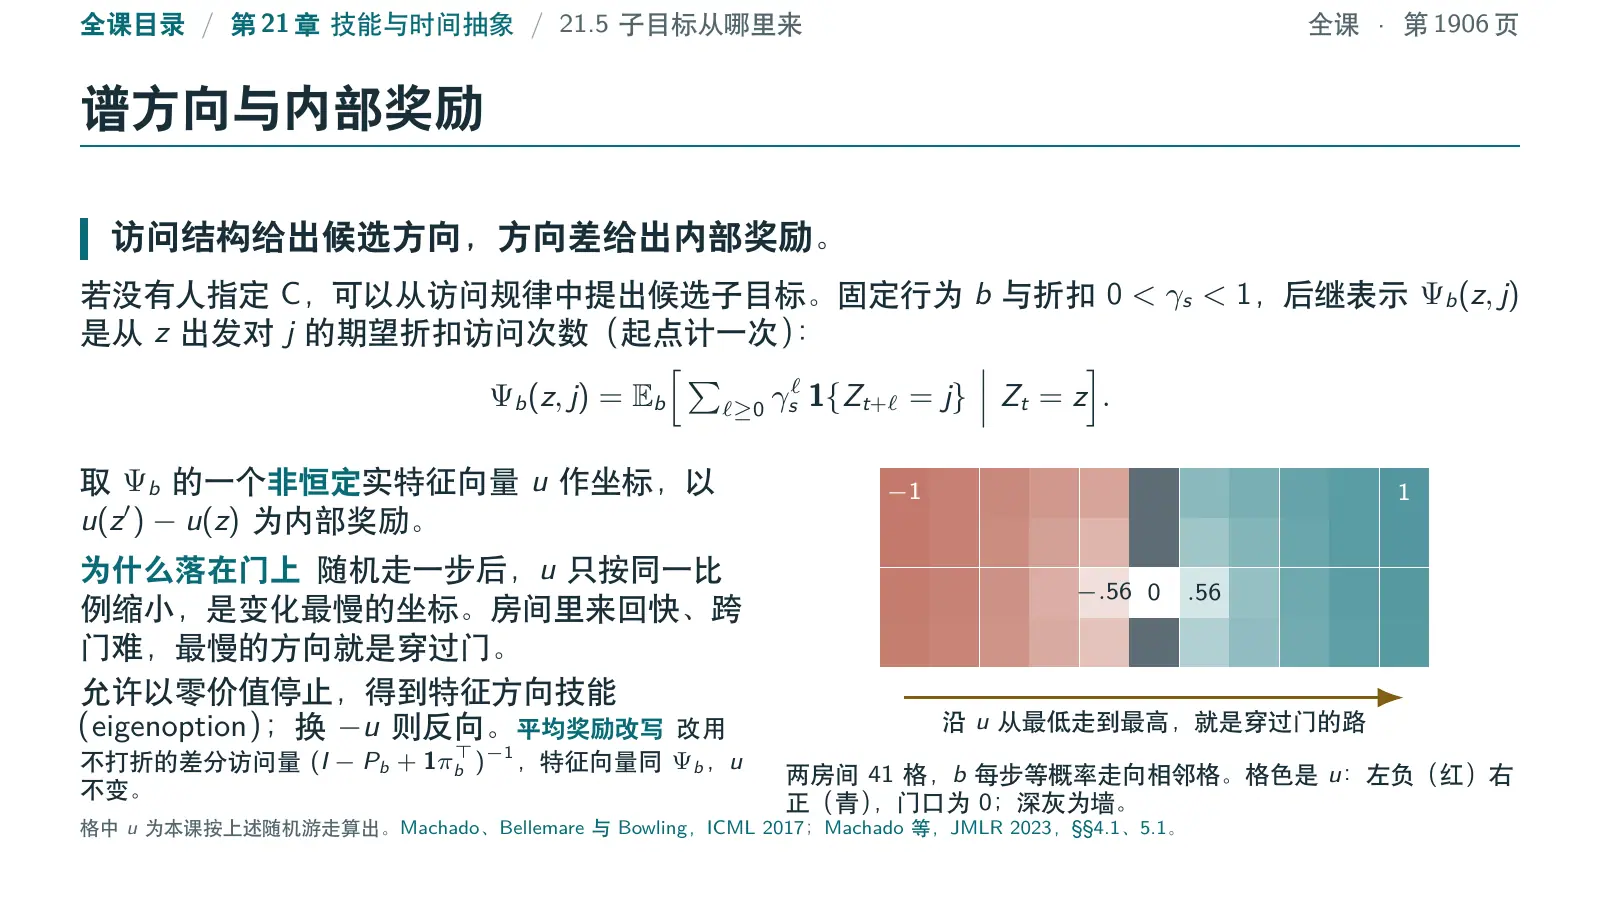 全课目录 / 第 21 章 技能与时间抽象 / 21.5 子目标从哪里来
全课 · 第 1906 页
谱方向与内部奖励
访问结构给出候选方向，方向差给出内部奖励。
若没有人指定 C，可以从访问规律中提出候选子目标。固定行为 b 与折扣 0 < γₛ < 1，后继表示 Ψ_b(z, j)
是从 z 出发对 j 的期望折扣访问次数（起点计一次）：
Ψ_b(z, j) = 𝔼_b[ ∑_{ℓ≥0} γ_s^ℓ 𝟏{Z_{t+ℓ} = j} | Z_t = z ].
取 Ψ_b 的一个非恒定实特征向量 u 作坐标，以
u(z′) − u(z) 为内部奖励。
为什么落在门上 随机走一步后，u 只按同一比
例缩小，是变化最慢的坐标。房间里来回快、跨
门难，最慢的方向就是穿过门。
允许以零价值停止，得到特征方向技能
(eigenoption)；换 −u 则反向。平均奖励改写 改用
不打折的差分访问量 (I − P_b + 𝟏π_b^⊤)^{−1}，特征向量同 Ψ_b，u
不变。
−1
1
−.56 0 .56
沿 u 从最低走到最高，就是穿过门的路
两房间 41 格，b 每步等概率走向相邻格。格色是 u：左负（红）右
正（青），门口为 0；深灰为墙。
格中 u 为本课按上述随机游走算出。Machado、Bellemare 与 Bowling，ICML 2017；Machado 等，JMLR 2023，§§4.1、5.1。